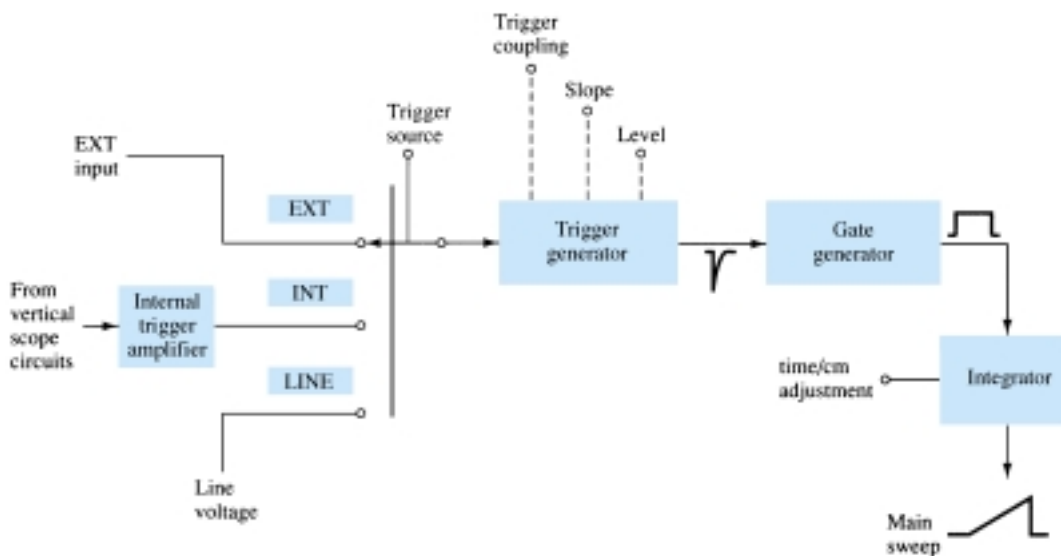 Trigger
coupling
Slope
Level
Trigger
source
EXT
input
EXT
Trigger
generator
Gate
generator
From
vertical
scope
circuits
Internal
trigger
amplifier
INT
LINE
time/cm
adjustment
Integrator
Line
voltage
Main
sweep